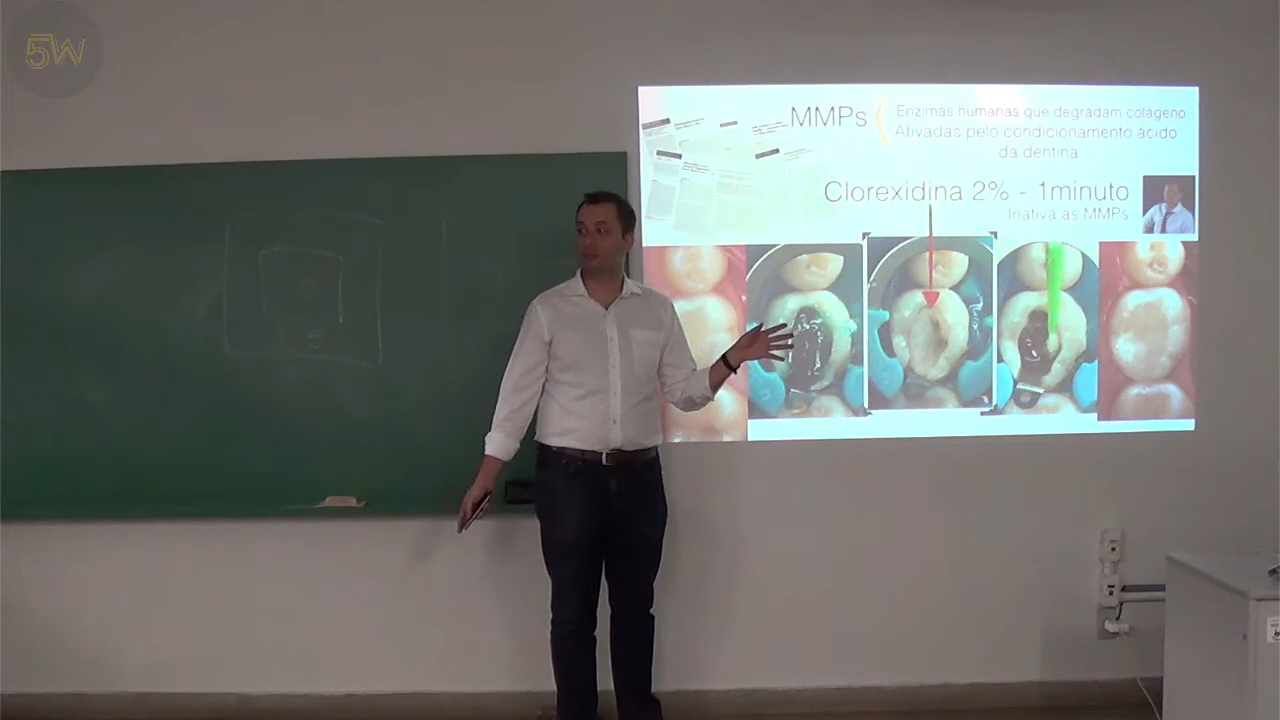 5W
MMPs
Enzimas humanas que degradam colágeno
Ativadas pelo condicionamento ácido
da dentina
Clorexidina 2% - 1minuto
Inativa as MMPs